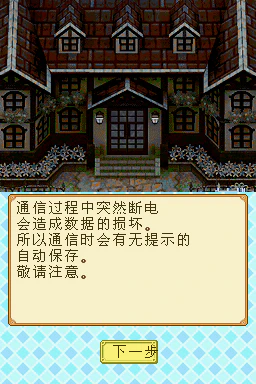 通信过程中突然断电
会造成数据的损坏。
所以通信时会有无提示的
自动保存。
敬请注意。
下一步